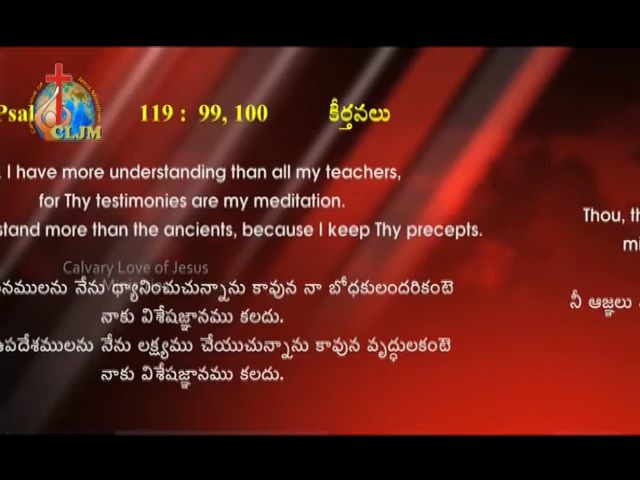 Psal 119 : 99, 100 కీర్తనలు
CLJM
I have more understanding than all my teachers,
for Thy testimonies are my meditation.
stand more than the ancients, because I keep Thy precepts.
Thou, th
mi
Calvary Love of Jesus
నములను నేను ధ్యానించుచున్నాను కావున నా బోధకులందరికంటె
నాకు విశేషజ్ఞానము కలదు.
నీ ఆజ్ఞలు
ఉపదేశములను నేను లక్ష్యము చేయుచున్నాను కావున వృద్ధులకంటె
నాకు విశేషజ్ఞానము కలదు.